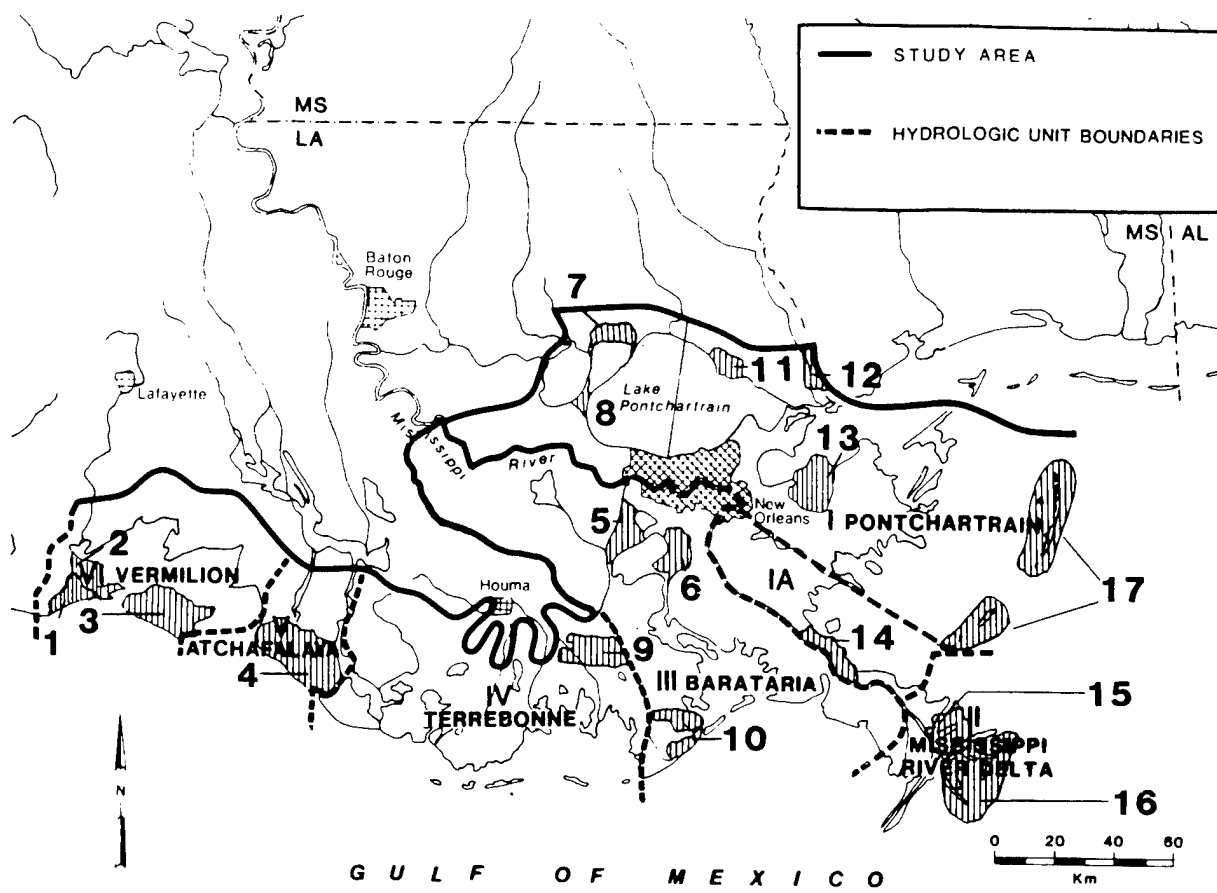 STUDY AREA
HYDROLOGIC UNIT BOUNDARIES
MS
LA
MS AL
Baton
Rouge
7
11
12
Lafayette
Lake
Pontchartrain
8
Mississippi
River
13
New
Orleans
I PONTCHARTRAIN
5
2
VI VERMILION
6
IA
17
Houma
3
1
V
ATCHAFALAYA
4
14
9
III BARATARIA
IV
TERREBONNE
15
II
MISSISSIPPI
RIVER DELTA
10
16
N
0 20 40 60
Km
GULF OF MEXICO